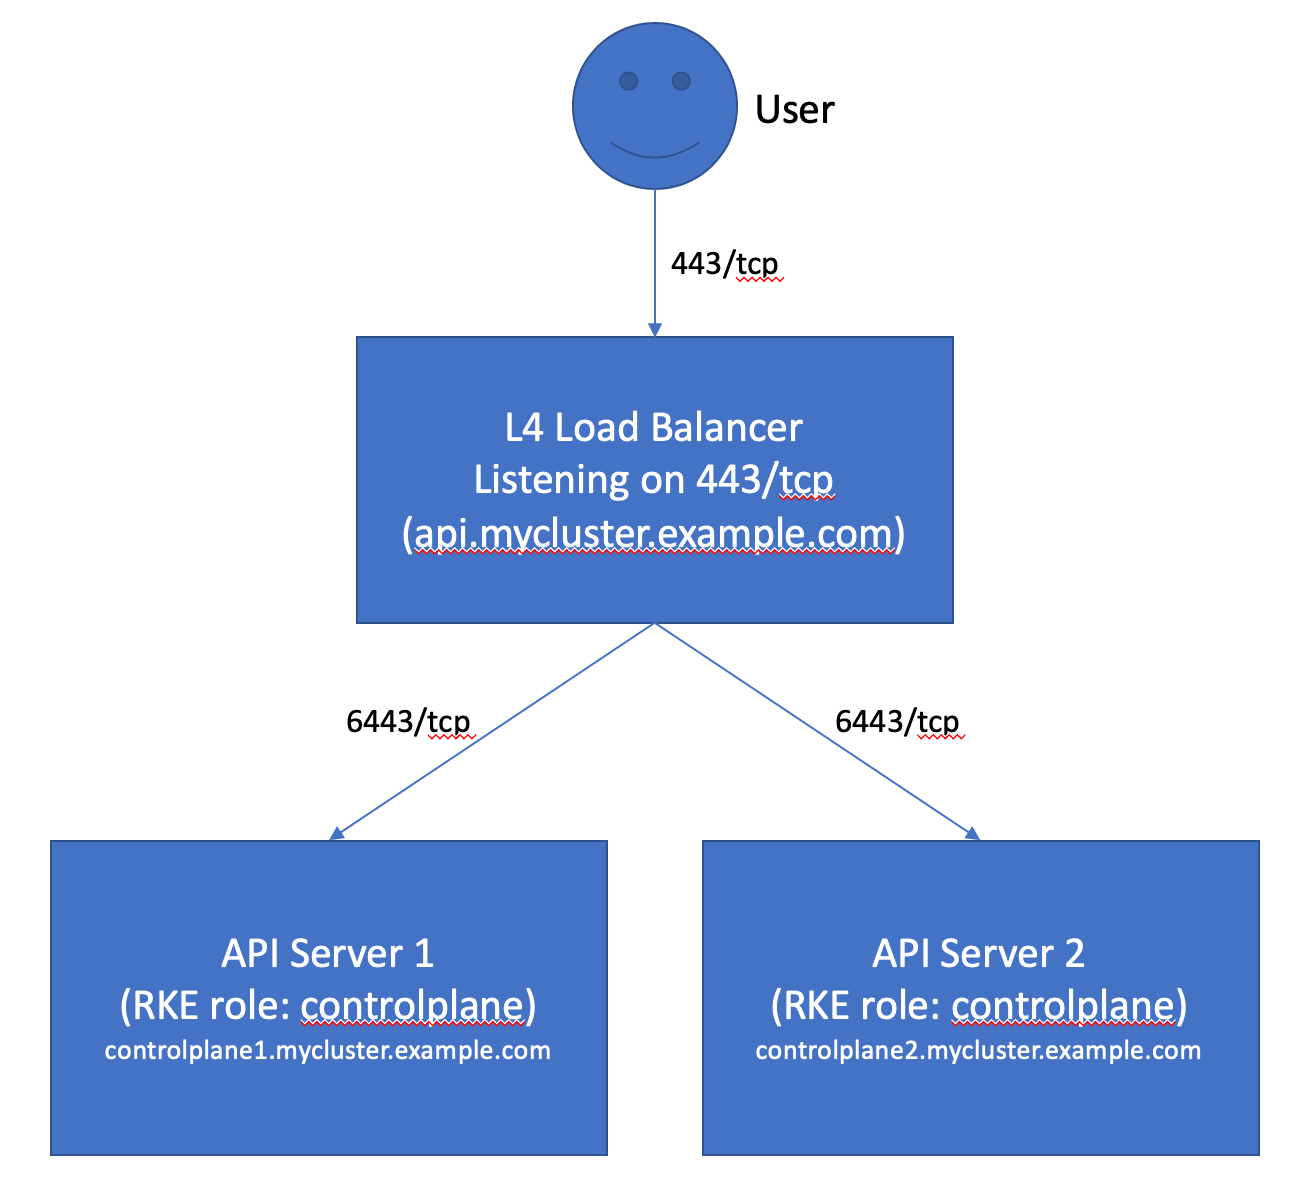 User
443/tcp
L4 Load Balancer
Listening on 443/tcp
(api.mycluster.example.com)
6443/tcp
6443/tcp
API Server 1
(RKE role: controlplane)
controlplane1.mycluster.example.com
API Server 2
(RKE role: controlplane)
controlplane2.mycluster.example.com